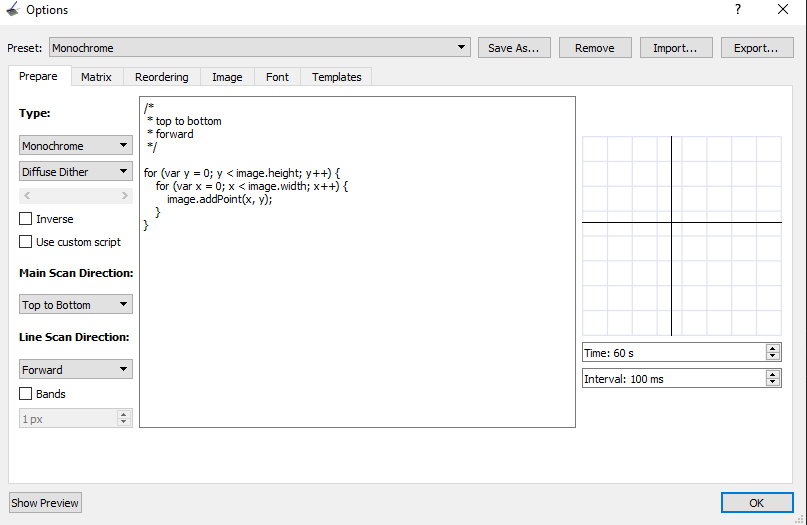 Options
?
Preset: Monochrome
Save As...
Remove
Import...
Export...
Prepare
Matrix
Reordering
Image
Font
Templates
Type:
Monochrome
Diffuse Dither
Inverse
Use custom script
Main Scan Direction:
Top to Bottom
Line Scan Direction:
Forward
Bands
1 px
/*
 * top to bottom
 * forward
 */

for (var y = 0; y < image.height; y++) {
    for (var x = 0; x < image.width; x++) {
        image.addPoint(x, y);
    }
}
Time: 60 s
Interval: 100 ms
Show Preview
OK